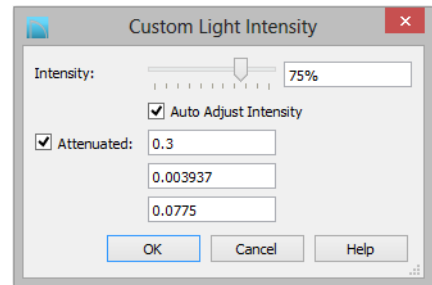 Custom Light Intensity
Intensity: 75%
Auto Adjust Intensity
Attenuated: 0.3
0.003937
0.0775
OK Cancel Help